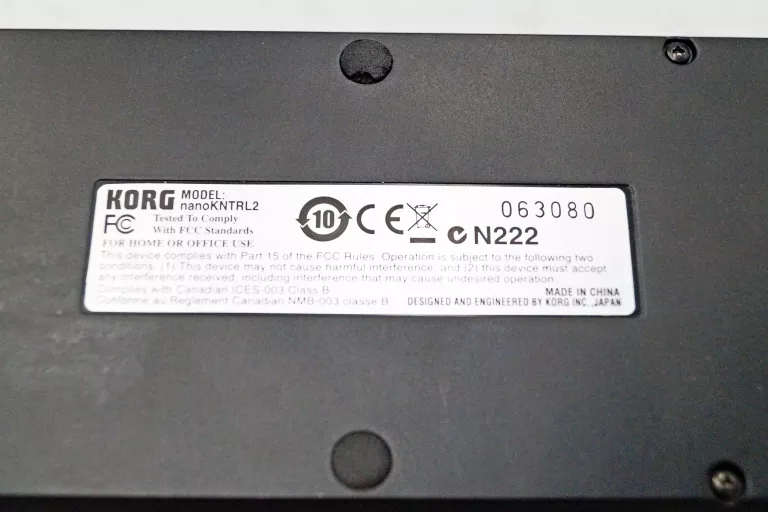 KORG MODEL:
nanoKNTRL2
FC Tested To Comply
With FCC Standards
FOR HOME OR OFFICE USE
10 CE N222
063080
This device complies with Part 15 of the FCC Rules. Operation is subject to the following two
conditions: (1) This device may not cause harmful interference, and (2) this device must accept
any interference received, including interference that may cause undesired operation.
Complies with Canadian ICES-003 Class B
Conforme au Reglement Canadian NMB-003 classe B
MADE IN CHINA
DESIGNED AND ENGINEERED BY KORG INC., JAPAN